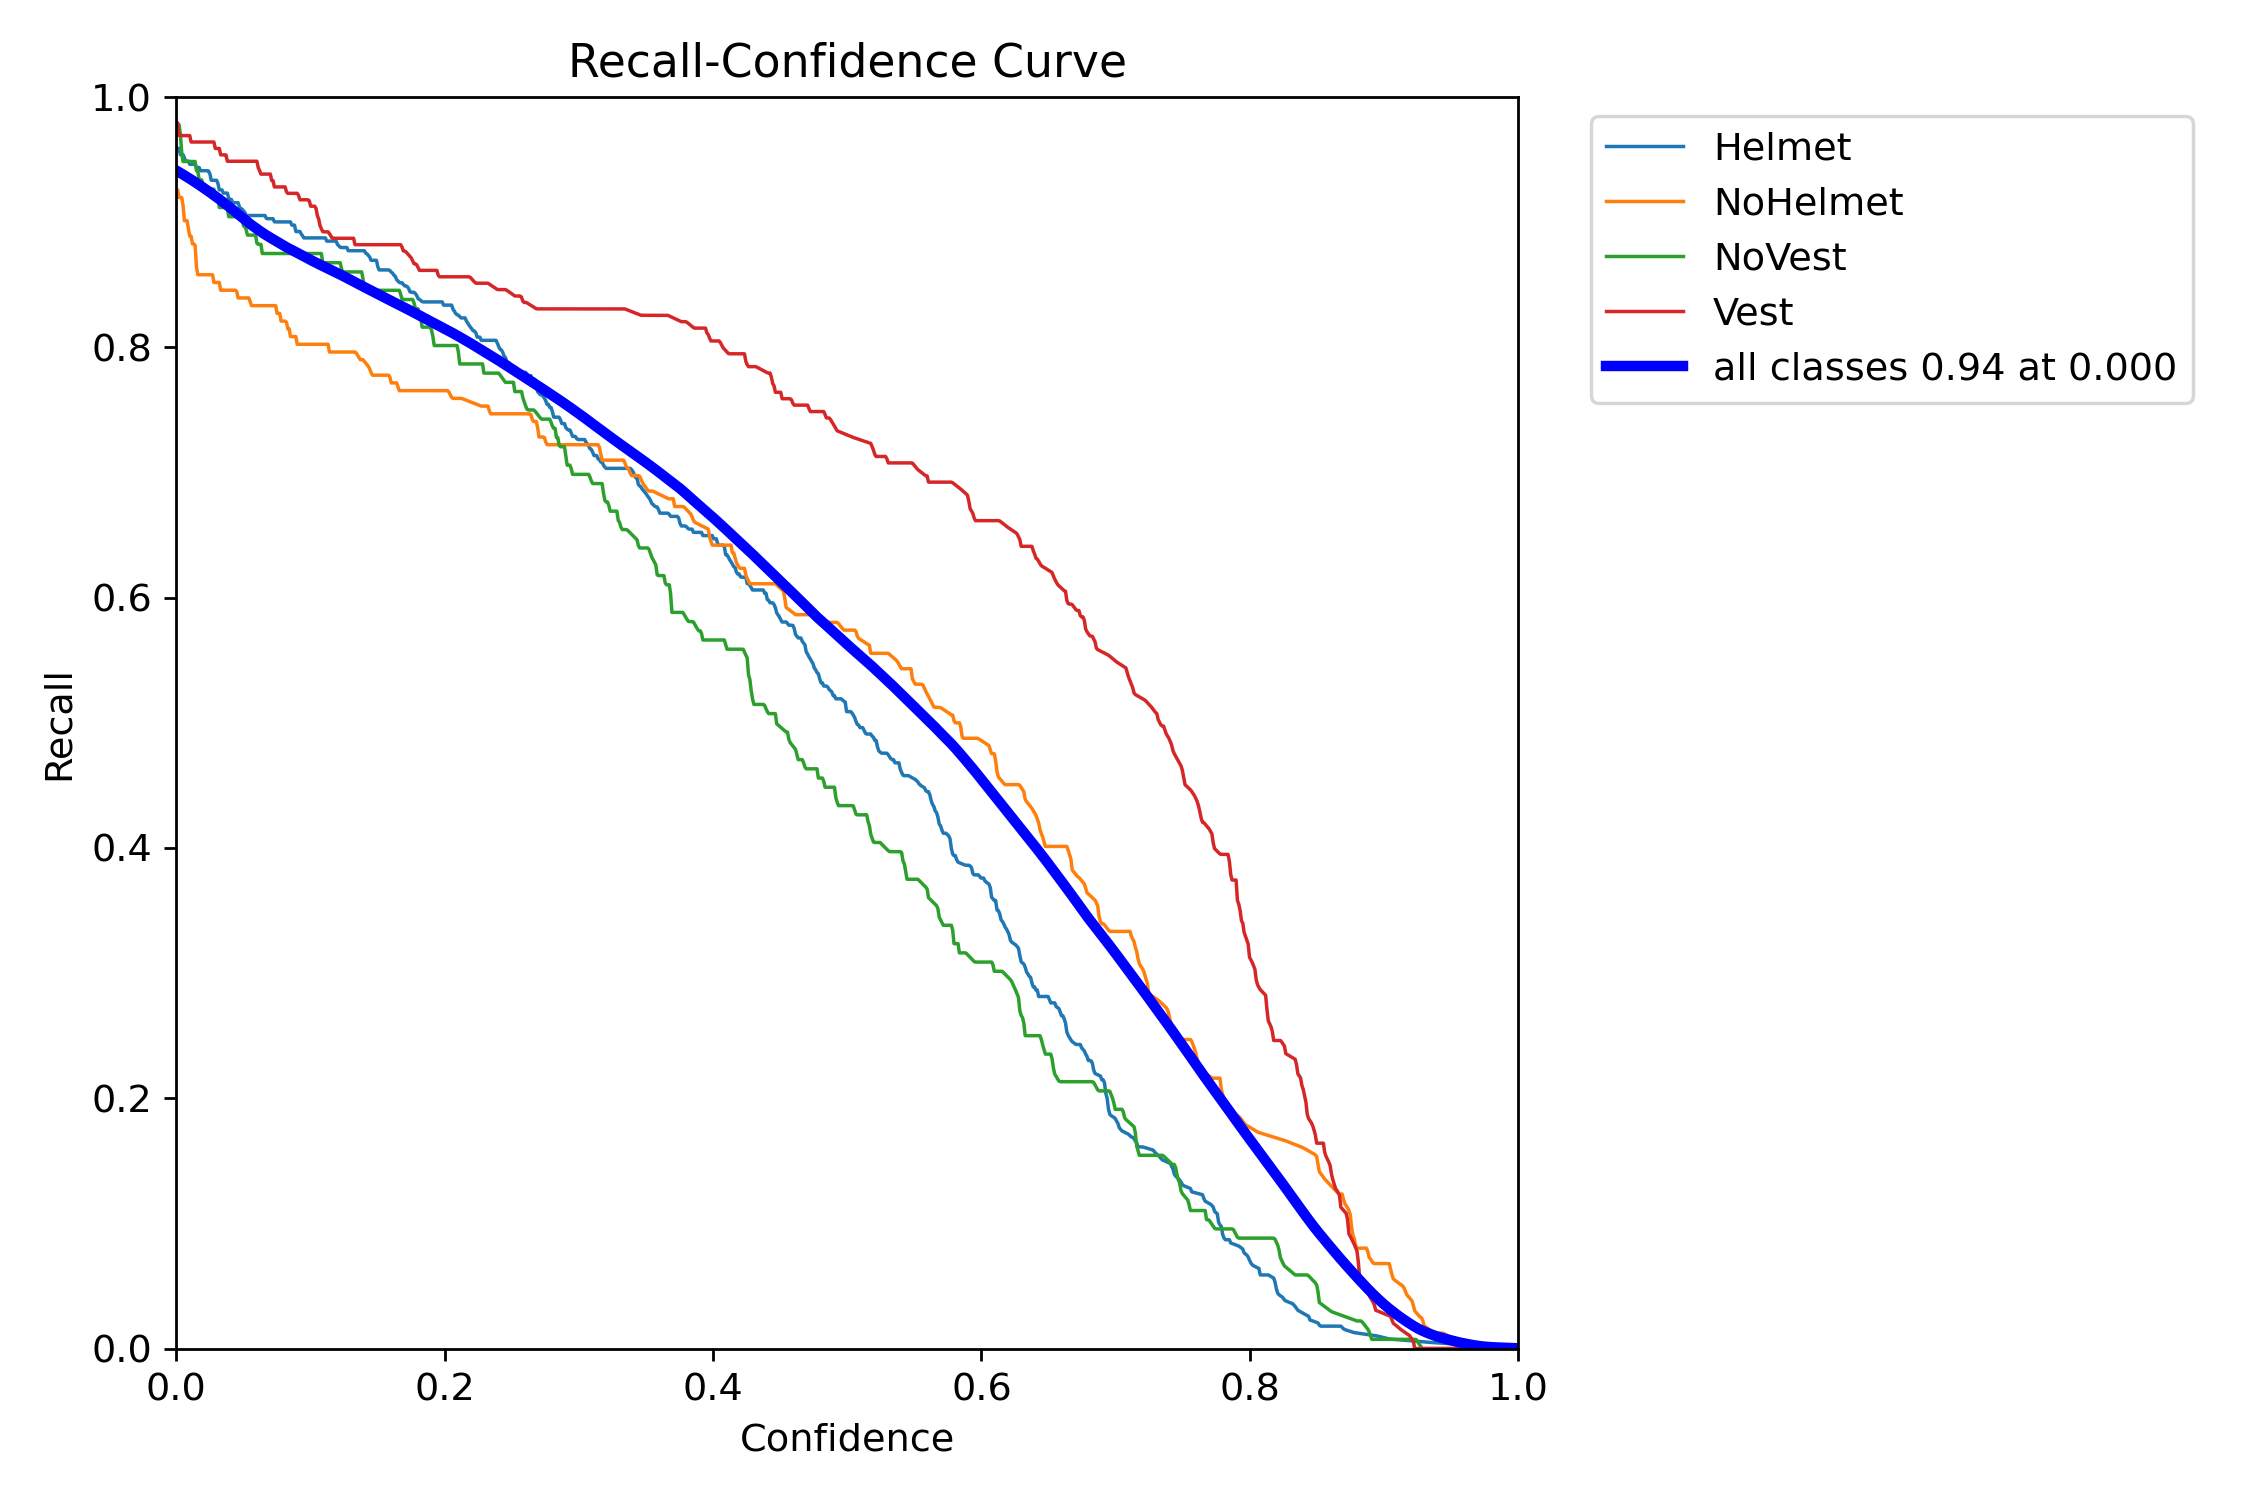 Recall-Confidence Curve
1.0
0.8
0.6
0.4
0.2
0.0
Recall
0.0 0.2 0.4 0.6 0.8 1.0
Confidence
Helmet
NoHelmet
NoVest
Vest
all classes 0.94 at 0.000